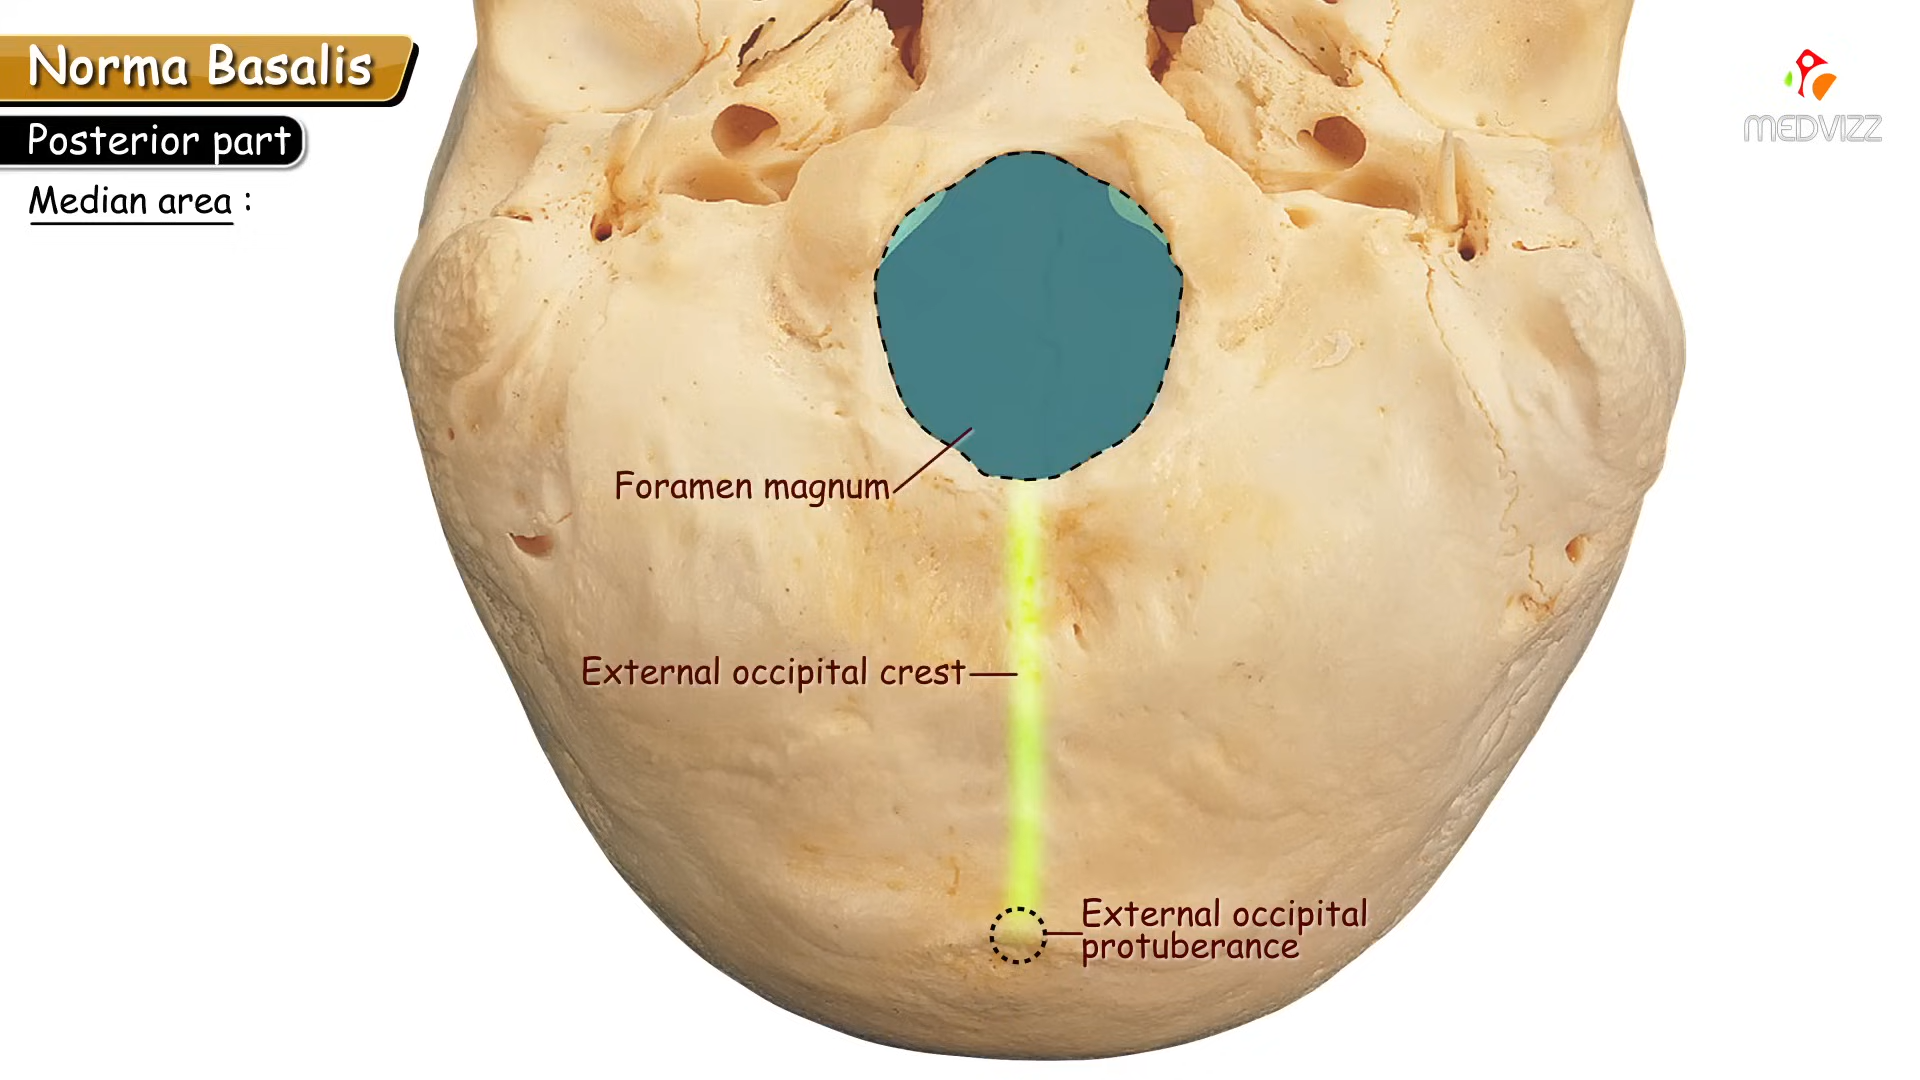 Norma Basalis
Posterior part
Median area :
MEDVIZZ
Foramen magnum
External occipital crest
External occipital
protuberance